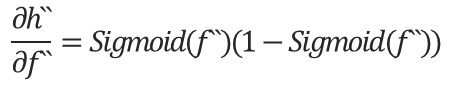 ∂h`` / ∂f`` = Sigmoid(f``)(1 − Sigmoid(f``))